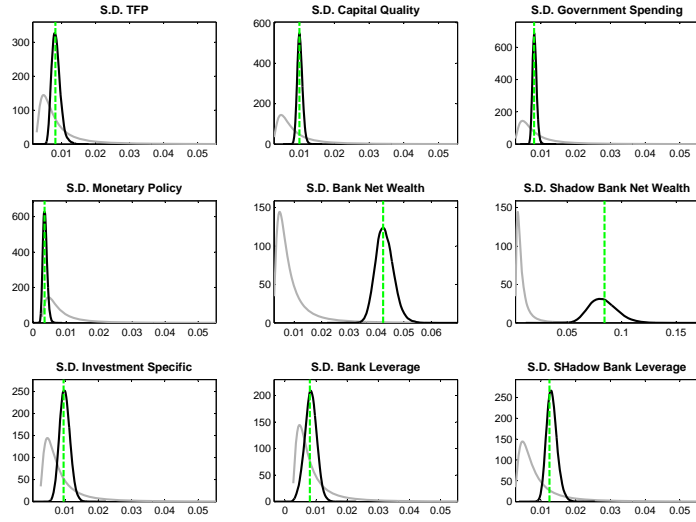 S.D. TFP S.D. Capital Quality S.D. Government Spending
300 600 600
200 400 400
100 200 200
0 0 0
0.01 0.02 0.03 0.04 0.05 0.01 0.02 0.03 0.04 0.05 0.01 0.02 0.03 0.04 0.05
S.D. Monetary Policy S.D. Bank Net Wealth S.D. Shadow Bank Net Wealth
600 150 150
400 100 100
200 50 50
0 0 0
0 0.01 0.02 0.03 0.04 0.05 0.01 0.02 0.03 0.04 0.05 0.06 0.05 0.1 0.15
S.D. Investment Specific S.D. Bank Leverage S.D. SHadow Bank Leverage
250 200 250
200 150 200
150 100 150
100 50 100
50 0 50
0 0
0.01 0.02 0.03 0.04 0.05 0 0.01 0.02 0.03 0.04 0.05 0.01 0.02 0.03 0.04 0.05